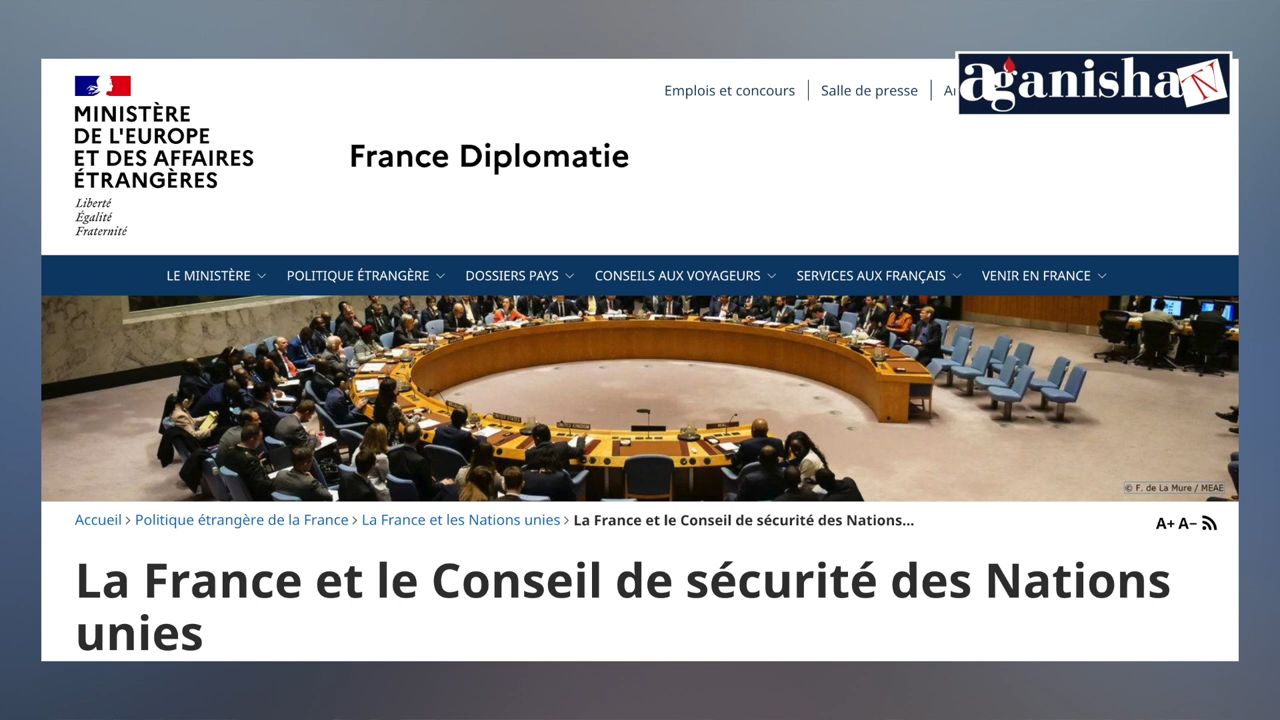 Emplois et concours
Salle de presse
aganishaTV
MINISTÈRE
DE L'EUROPE
ET DES AFFAIRES
ÉTRANGÈRES
Liberté
Égalité
Fraternité
France Diplomatie
LE MINISTÈRE
POLITIQUE ÉTRANGÈRE
DOSSIERS PAYS
CONSEILS AUX VOYAGEURS
SERVICES AUX FRANÇAIS
VENIR EN FRANCE
© F. de La Mure / MEAE
Accueil > Politique étrangère de la France > La France et les Nations unies > La France et le Conseil de sécurité des Nations...
A+ A−
La France et le Conseil de sécurité des Nations
unies